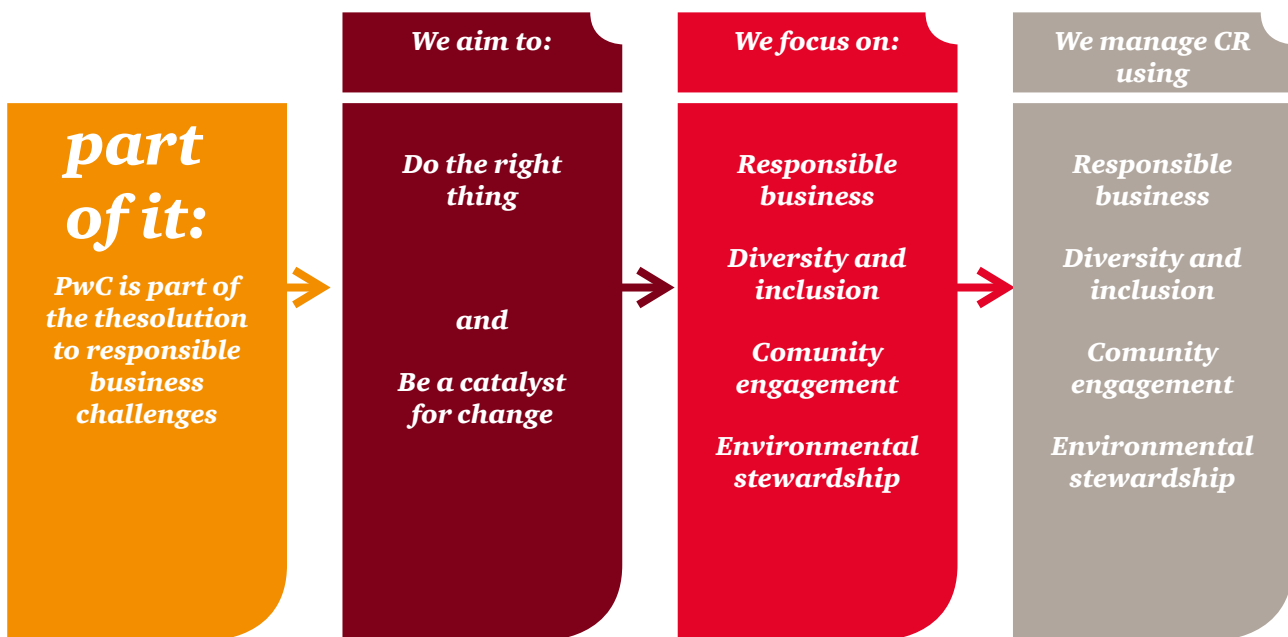 part
of it:
PwC is part of
the thesolution
to responsible
business
challenges
We aim to:
Do the right
thing
and
Be a catalyst
for change
We focus on:
Responsible
business
Diversity and
inclusion
Comunity
engagement
Environmental
stewardship
We manage CR
using
Responsible
business
Diversity and
inclusion
Comunity
engagement
Environmental
stewardship